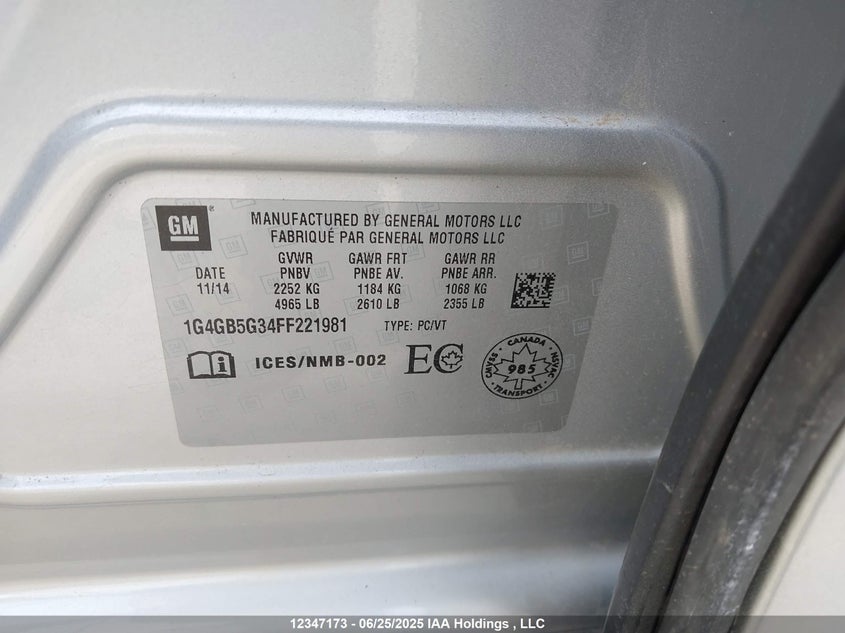 GM
MANUFACTURED BY GENERAL MOTORS LLC
FABRIQUÉ PAR GENERAL MOTORS LLC
GVWR GAWR FRT GAWR RR
DATE PNBV PNBE AV. PNBE ARR.
11/14 2252 KG 1184 KG 1068 KG
4965 LB 2610 LB 2355 LB
1G4GB5G34FF221981 TYPE: PC/VT
ICES/NMB-002 EC
CANADA
CMVSS 985 NSVAC
TRANSPORT
12347173 - 06/25/2025 IAA Holdings , LLC